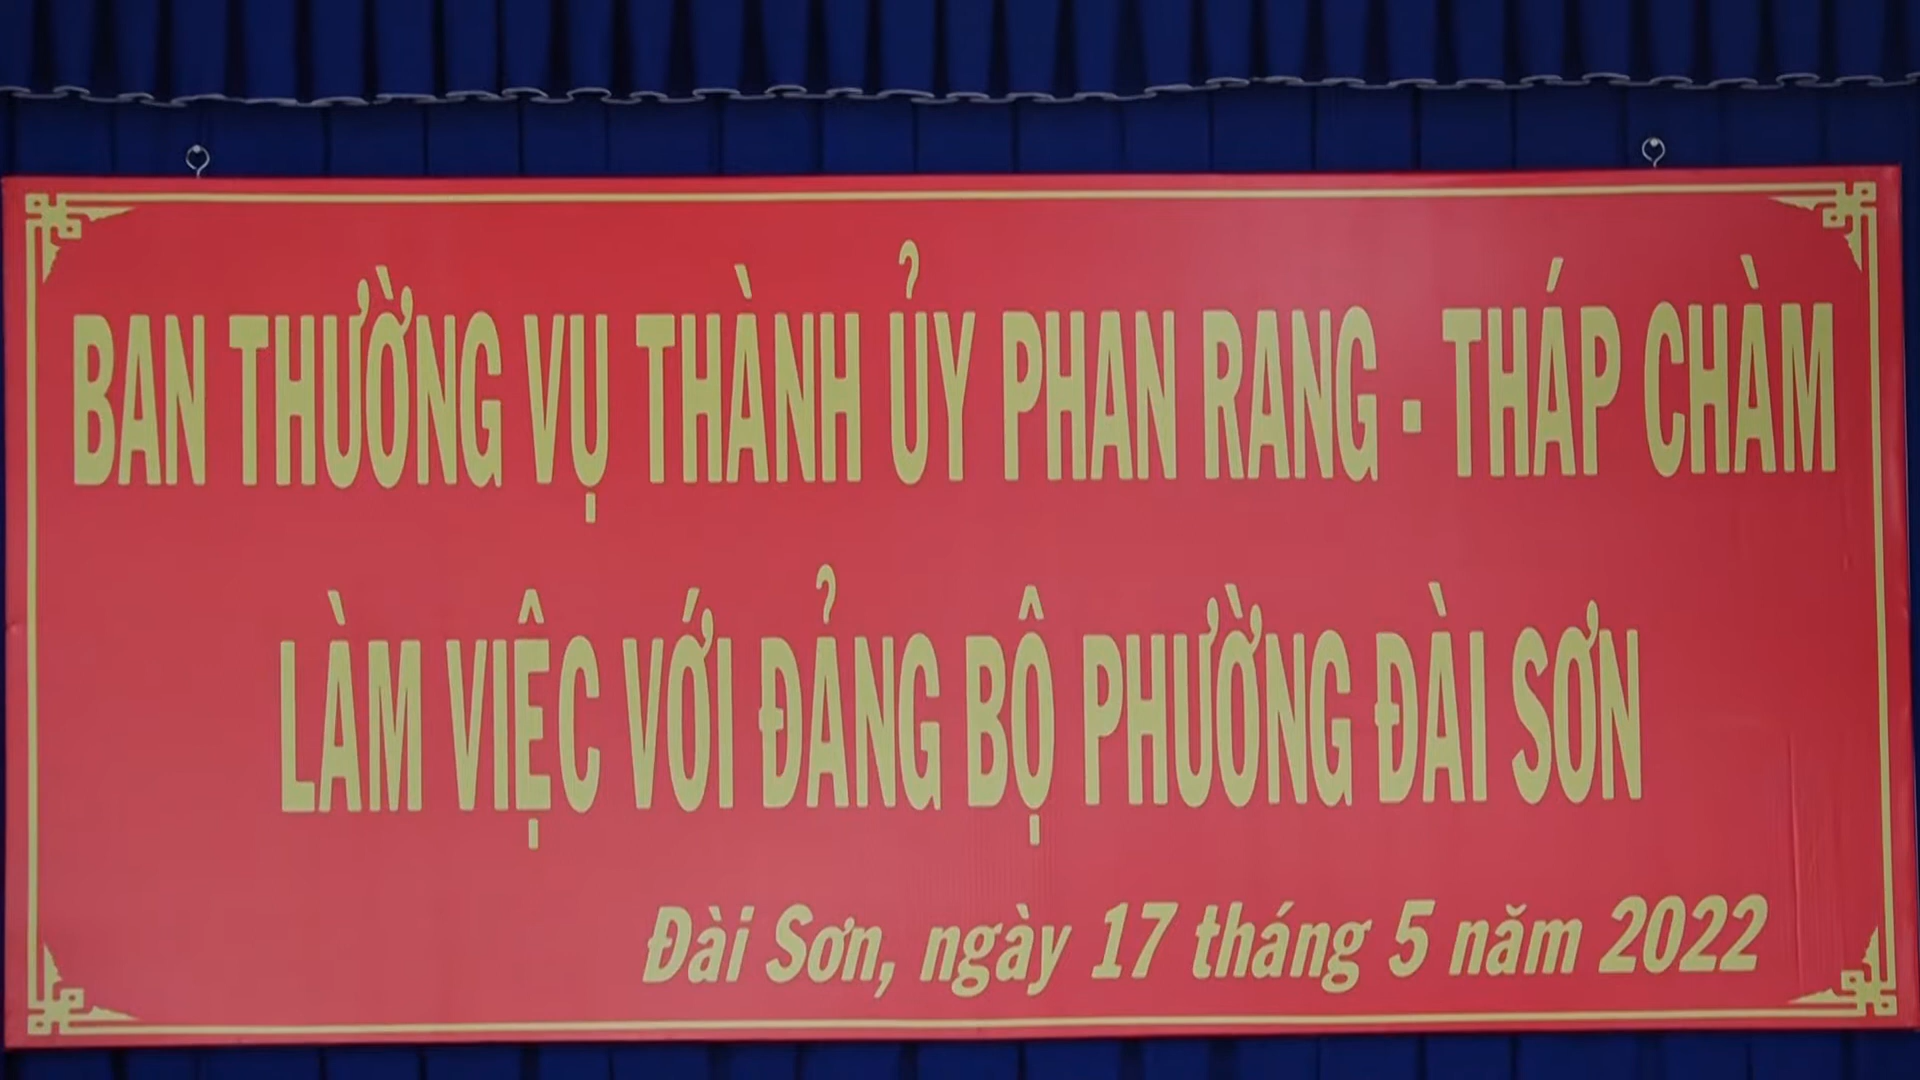 BAN THƯỜNG VỤ THÀNH ỦY PHAN RANG - THÁP CHÀM
LÀM VIỆC VỚI ĐẢNG BỘ PHƯỜNG ĐÀI SƠN
Đài Sơn, ngày 17 tháng 5 năm 2022